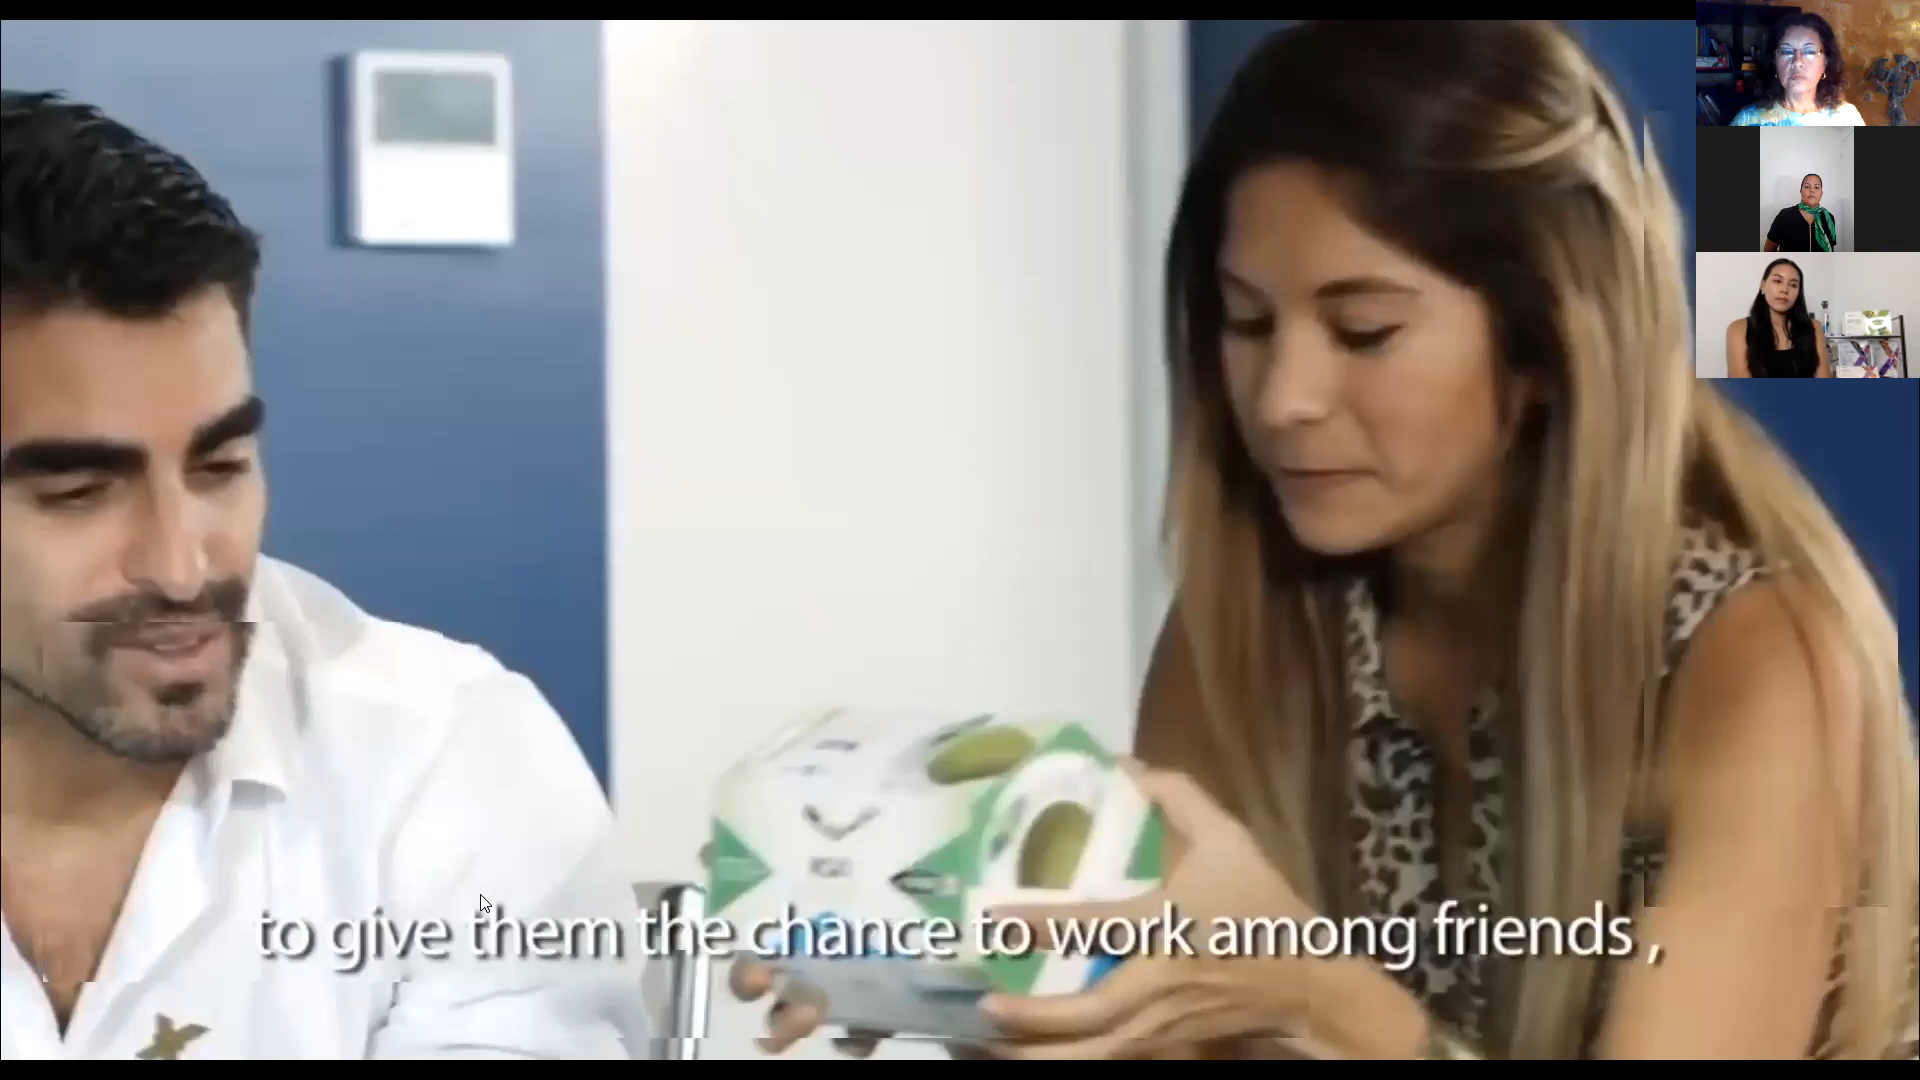 to give them the chance to work among friends ,